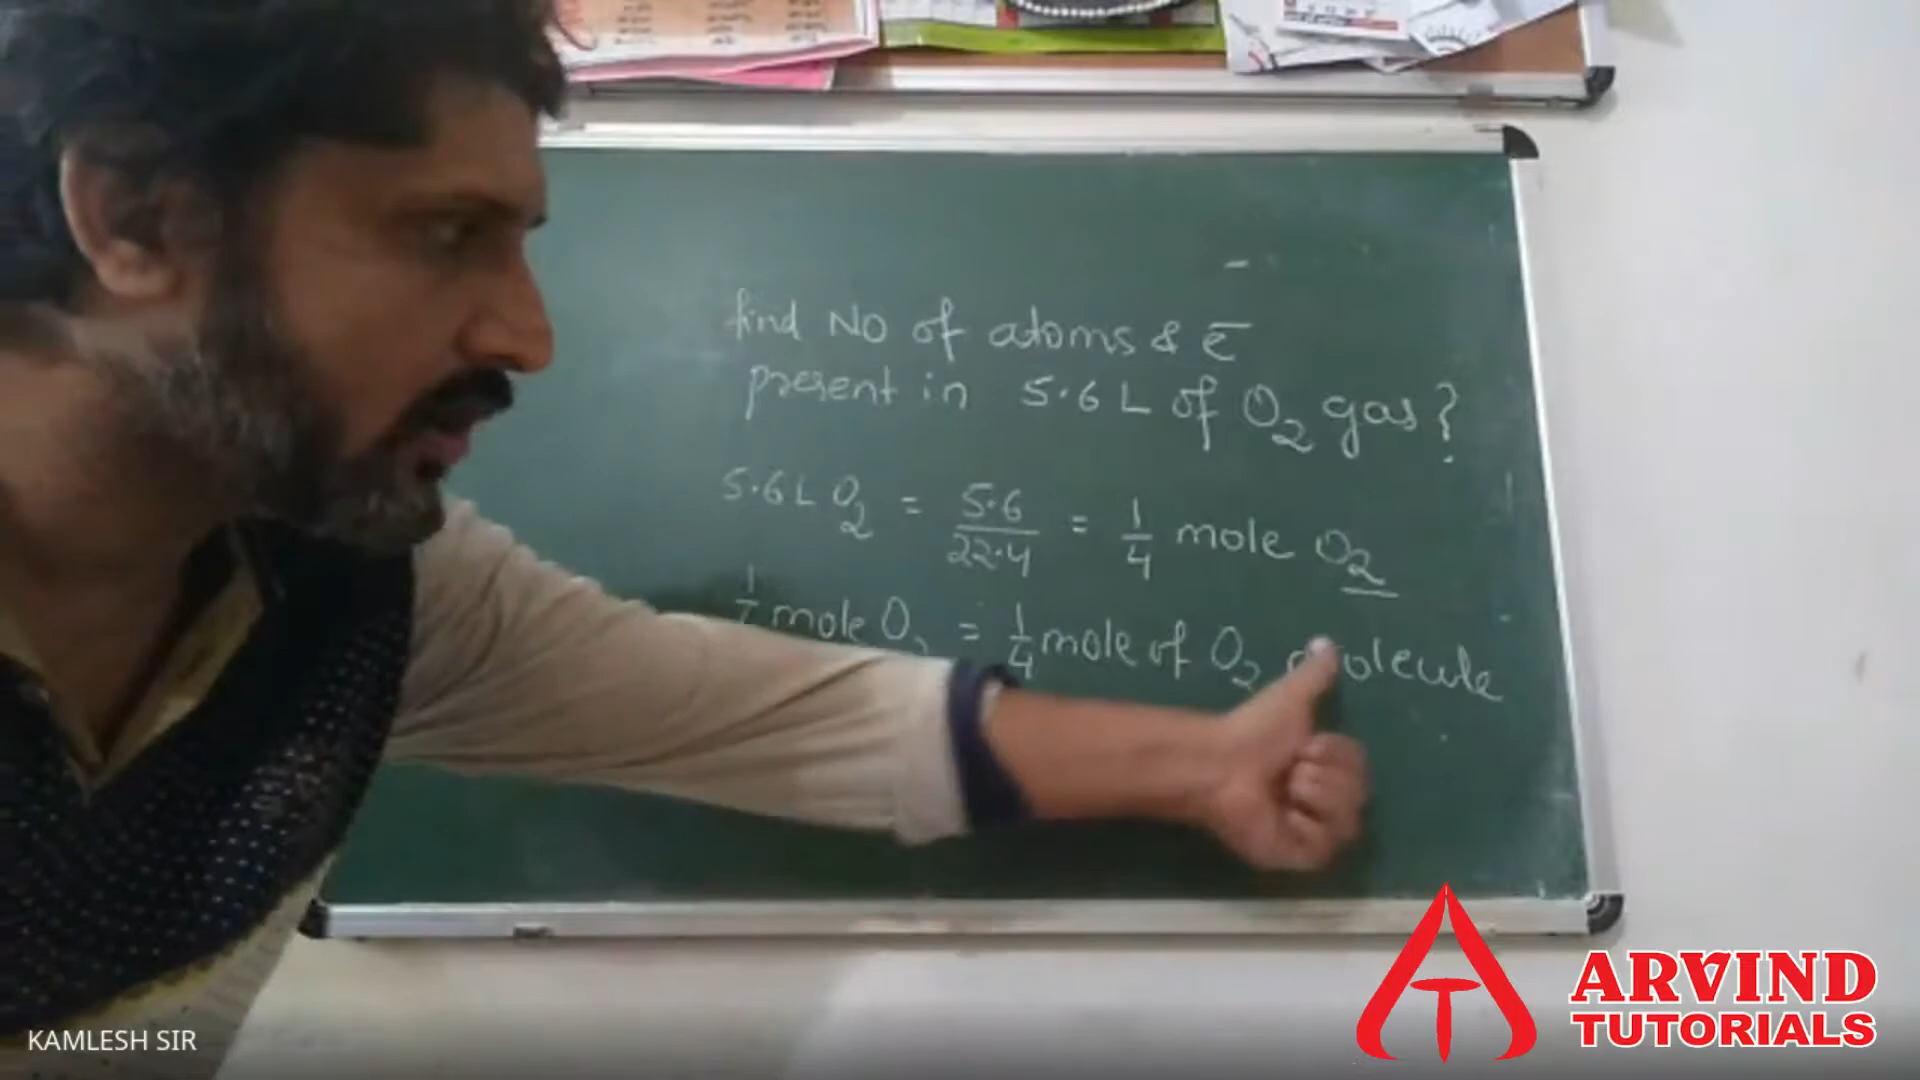 find NO of atoms & e̅
present in 5.6 L of O₂ gas?
5.6 L O₂ = 5.6/22.4 = 1/4 mole O₂
mole O₂ = 1/4 mole of O₂ molecule
KAMLESH SIR
ARVIND
TUTORIALS